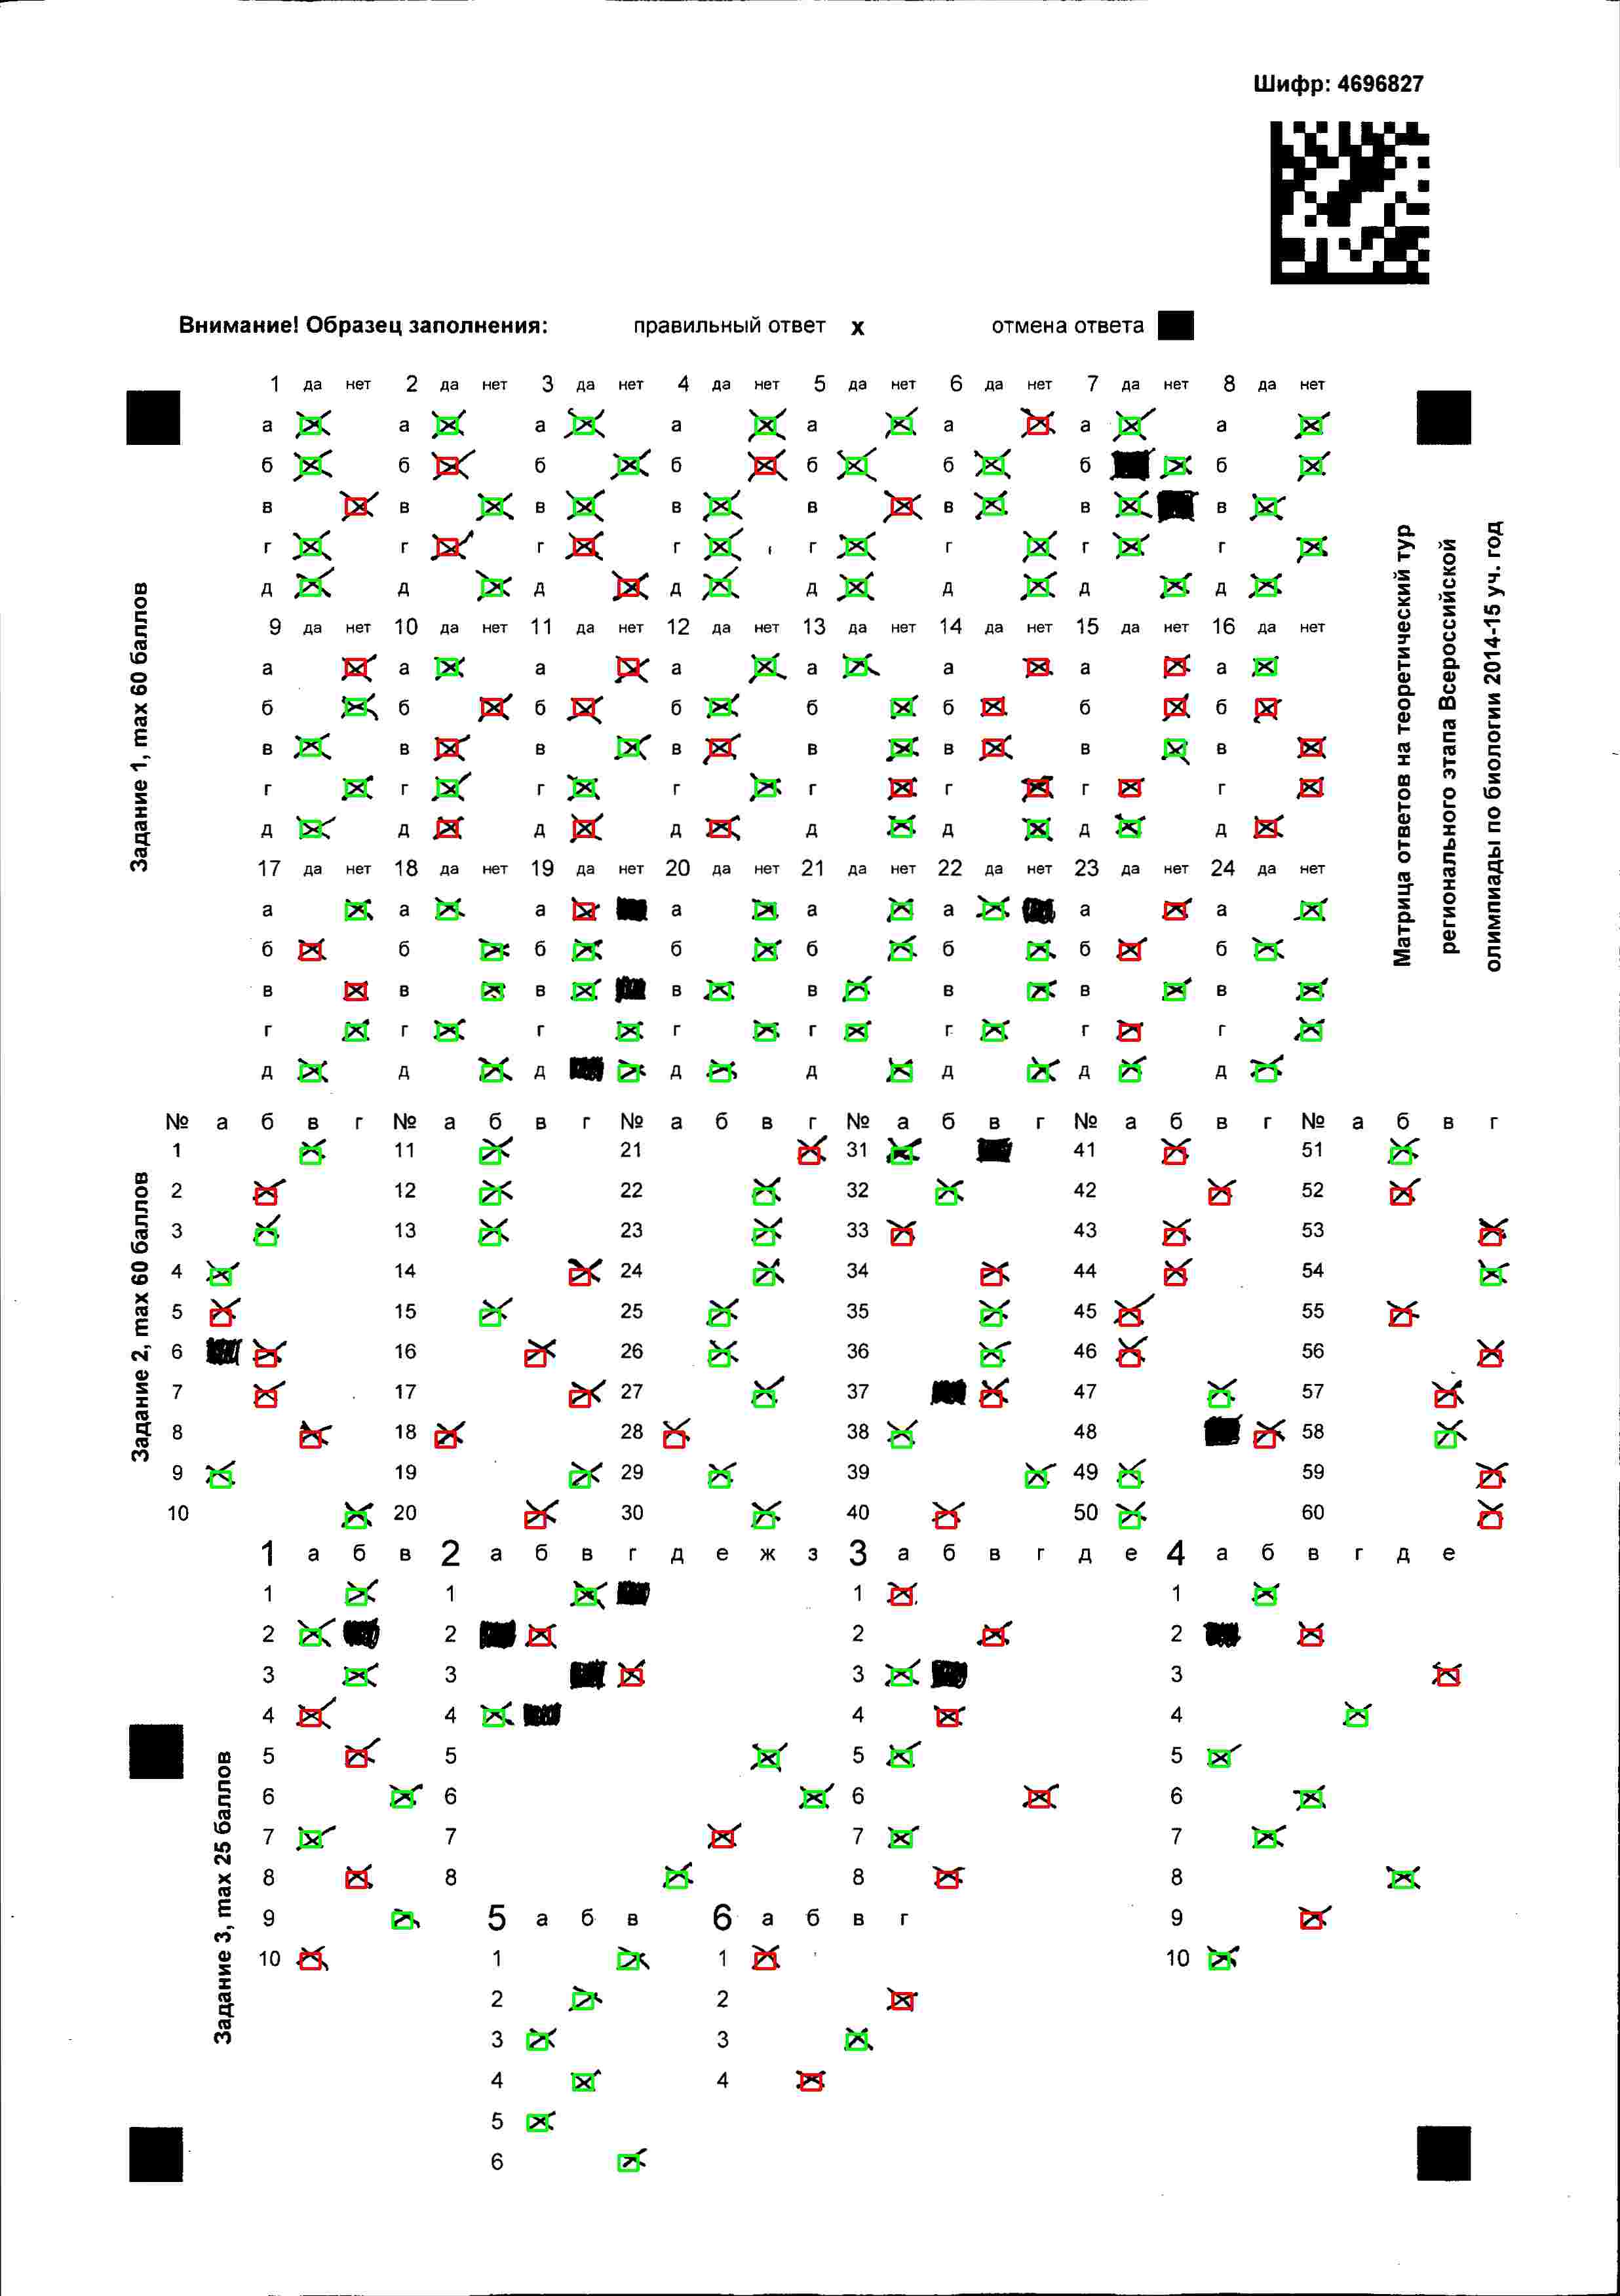 Шифр: 4696827
Внимание! Образец заполнения: правильный ответ х отмена ответа
Задание 1, max 60 баллов
1 да нет 2 да нет 3 да нет 4 да нет 5 да нет 6 да нет 7 да нет 8 да нет
а а а а а а а а
б б б б б б б б
в в в в в в в в
г г г г г г г г
д д д д д д д д
9 да нет 10 да нет 11 да нет 12 да нет 13 да нет 14 да нет 15 да нет 16 да нет
а а а а а а а а
б б б б б б б б
в в в в в в в в
г г г г г г г г
д д д д д д д д
17 да нет 18 да нет 19 да нет 20 да нет 21 да нет 22 да нет 23 да нет 24 да нет
а а а а а а а а
б б б б б б б б
в в в в в в в в
г г г г г г г г
д д д д д д д д
Матрица ответов на теоретический тур
регионального этапа Всероссийской
олимпиады по биологии 2014-15 уч. год
Задание 2, max 60 баллов
№ а б в г № а б в г № а б в г № а б в г № а б в г № а б в г
1 11 21 31 41 51
2 12 22 32 42 52
3 13 23 33 43 53
4 14 24 34 44 54
5 15 25 35 45 55
6 16 26 36 46 56
7 17 27 37 47 57
8 18 28 38 48 58
9 19 29 39 49 59
10 20 30 40 50 60
Задание 3, max 25 баллов
1 а б в 2 а б в г д е ж з 3 а б в г д е 4 а б в г д е
1 1 1 1
2 2 2 2
3 3 3 3
4 4 4 4
5 5 5 5
6 6 6 6
7 7 7 7
8 8 8 8
9 5 а б в 6 а б в г 9
10 1 1 10
2 2
3 3
4 4
5
6